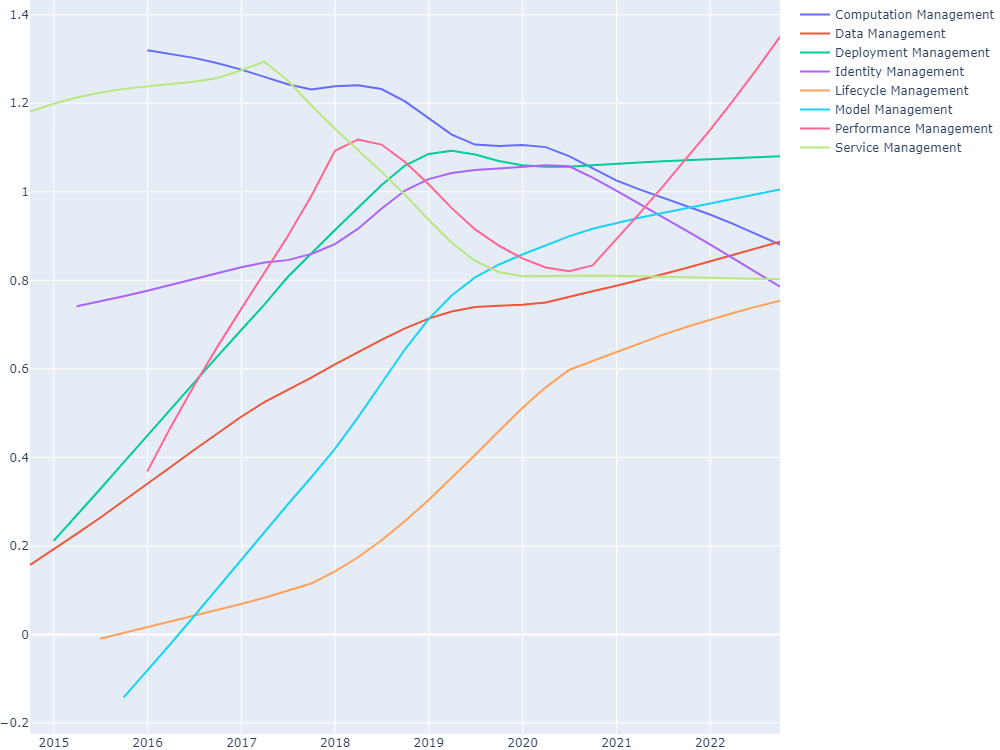 1.4
1.2
1
0.8
0.6
0.4
0.2
0
−0.2
2015 2016 2017 2018 2019 2020 2021 2022
Computation Management
Data Management
Deployment Management
Identity Management
Lifecycle Management
Model Management
Performance Management
Service Management